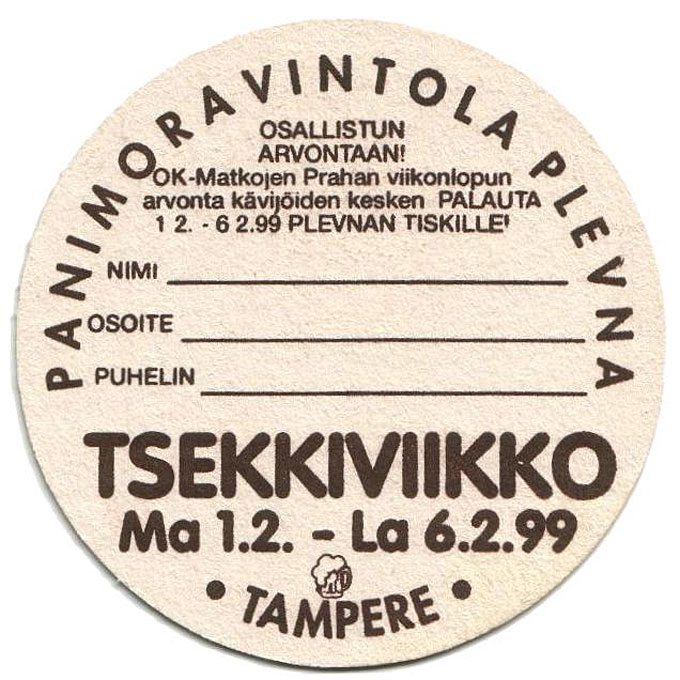 PANIMORAVINTOLA PLEVNA
OSALLISTUN
ARVONTAAN!
OK-Matkojen Prahan viikonlopun
arvonta kävijöiden kesken PALAUTA
1 2. - 6 2.99 PLEVNAN TISKILLE!
NIMI
OSOITE
PUHELIN
TSEKKIVIIKKO
Ma 1.2. - La 6.2.99
• TAMPERE •